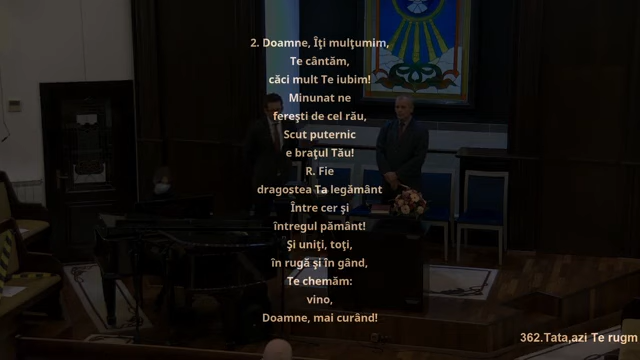 2. Doamne, Îţi mulţumim,
Te cântăm,
căci mult Te iubim!
Minunat ne
fereşti de cel rău,
Scut puternic
e braţul Tău!
R. Fie
dragostea Ta legământ
Între cer şi
întregul pământ!
Şi uniţi, toţi,
în rugă şi în gând,
Te chemăm:
vino,
Doamne, mai curând!
362.Tata,azi Te rugm